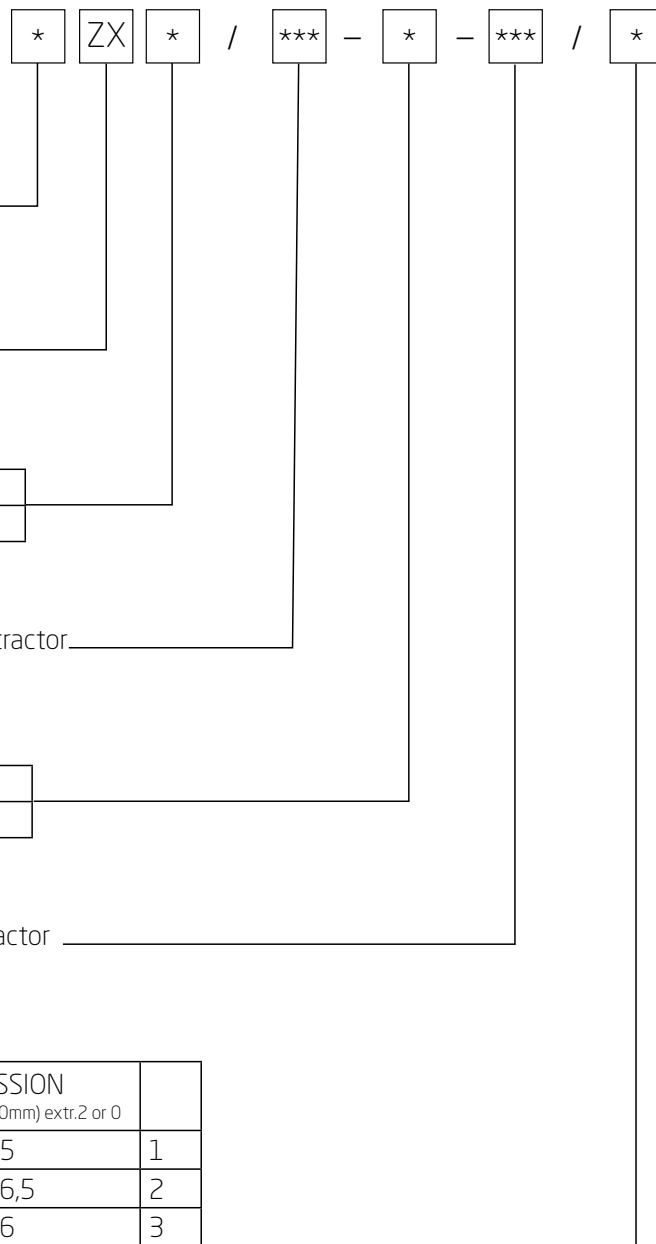 * ZX * / *** – * – *** / *
tractor
actor
SSION
0mm) extr.2 or 0
5 1
6,5 2
6 3